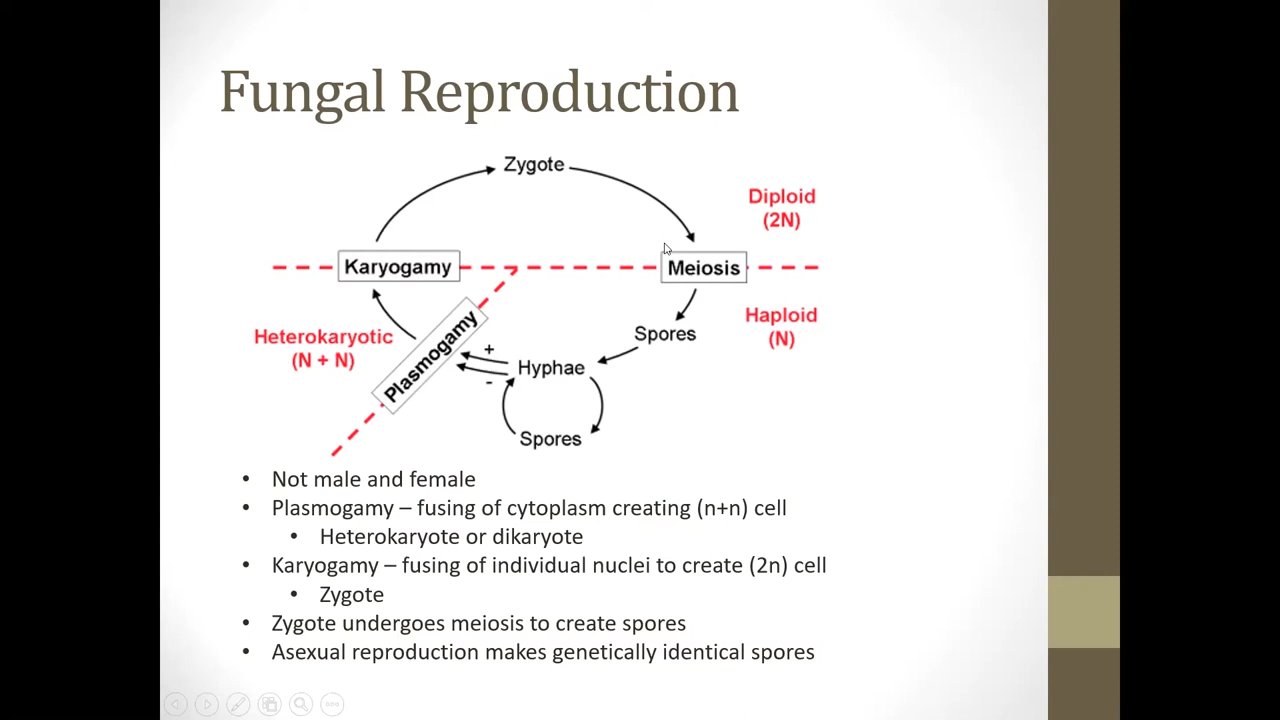 Fungal Reproduction
Zygote
Diploid
(2N)
Karyogamy
Meiosis
Haploid
(N)
Spores
Heterokaryotic
(N + N)
Plasmogamy
+
-
Hyphae
Spores
• Not male and female
• Plasmogamy – fusing of cytoplasm creating (n+n) cell
• Heterokaryote or dikaryote
• Karyogamy – fusing of individual nuclei to create (2n) cell
• Zygote
• Zygote undergoes meiosis to create spores
• Asexual reproduction makes genetically identical spores